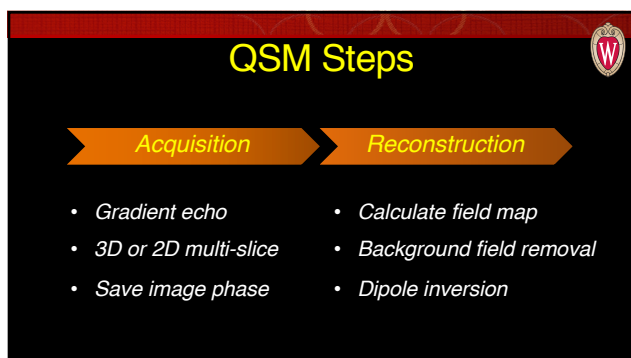 QSM Steps
W
Acquisition
Reconstruction
• Gradient echo
• 3D or 2D multi-slice
• Save image phase
• Calculate field map
• Background field removal
• Dipole inversion